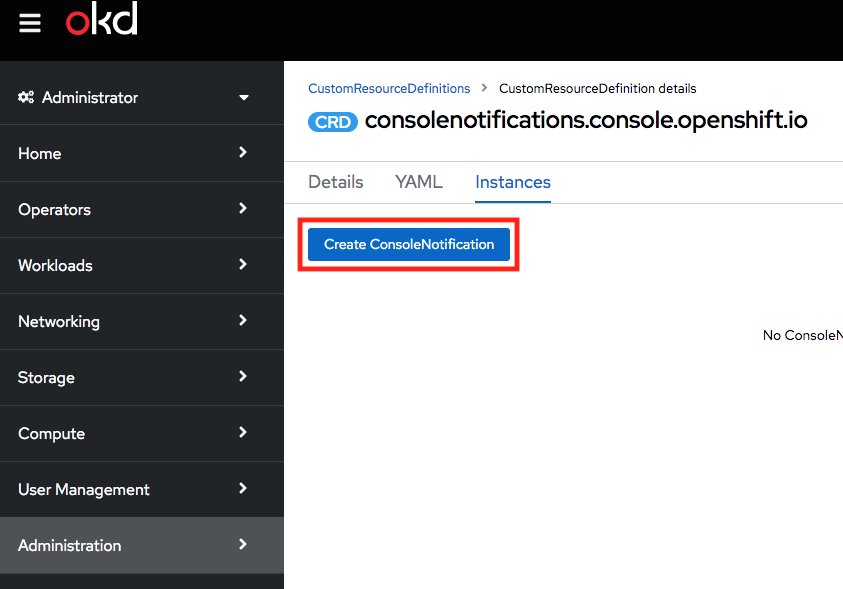 okd
Administrator
Home
Operators
Workloads
Networking
Storage
Compute
User Management
Administration
CustomResourceDefinitions > CustomResourceDefinition details
CRD consolenotifications.console.openshift.io
Details YAML Instances
Create ConsoleNotification
No ConsoleN